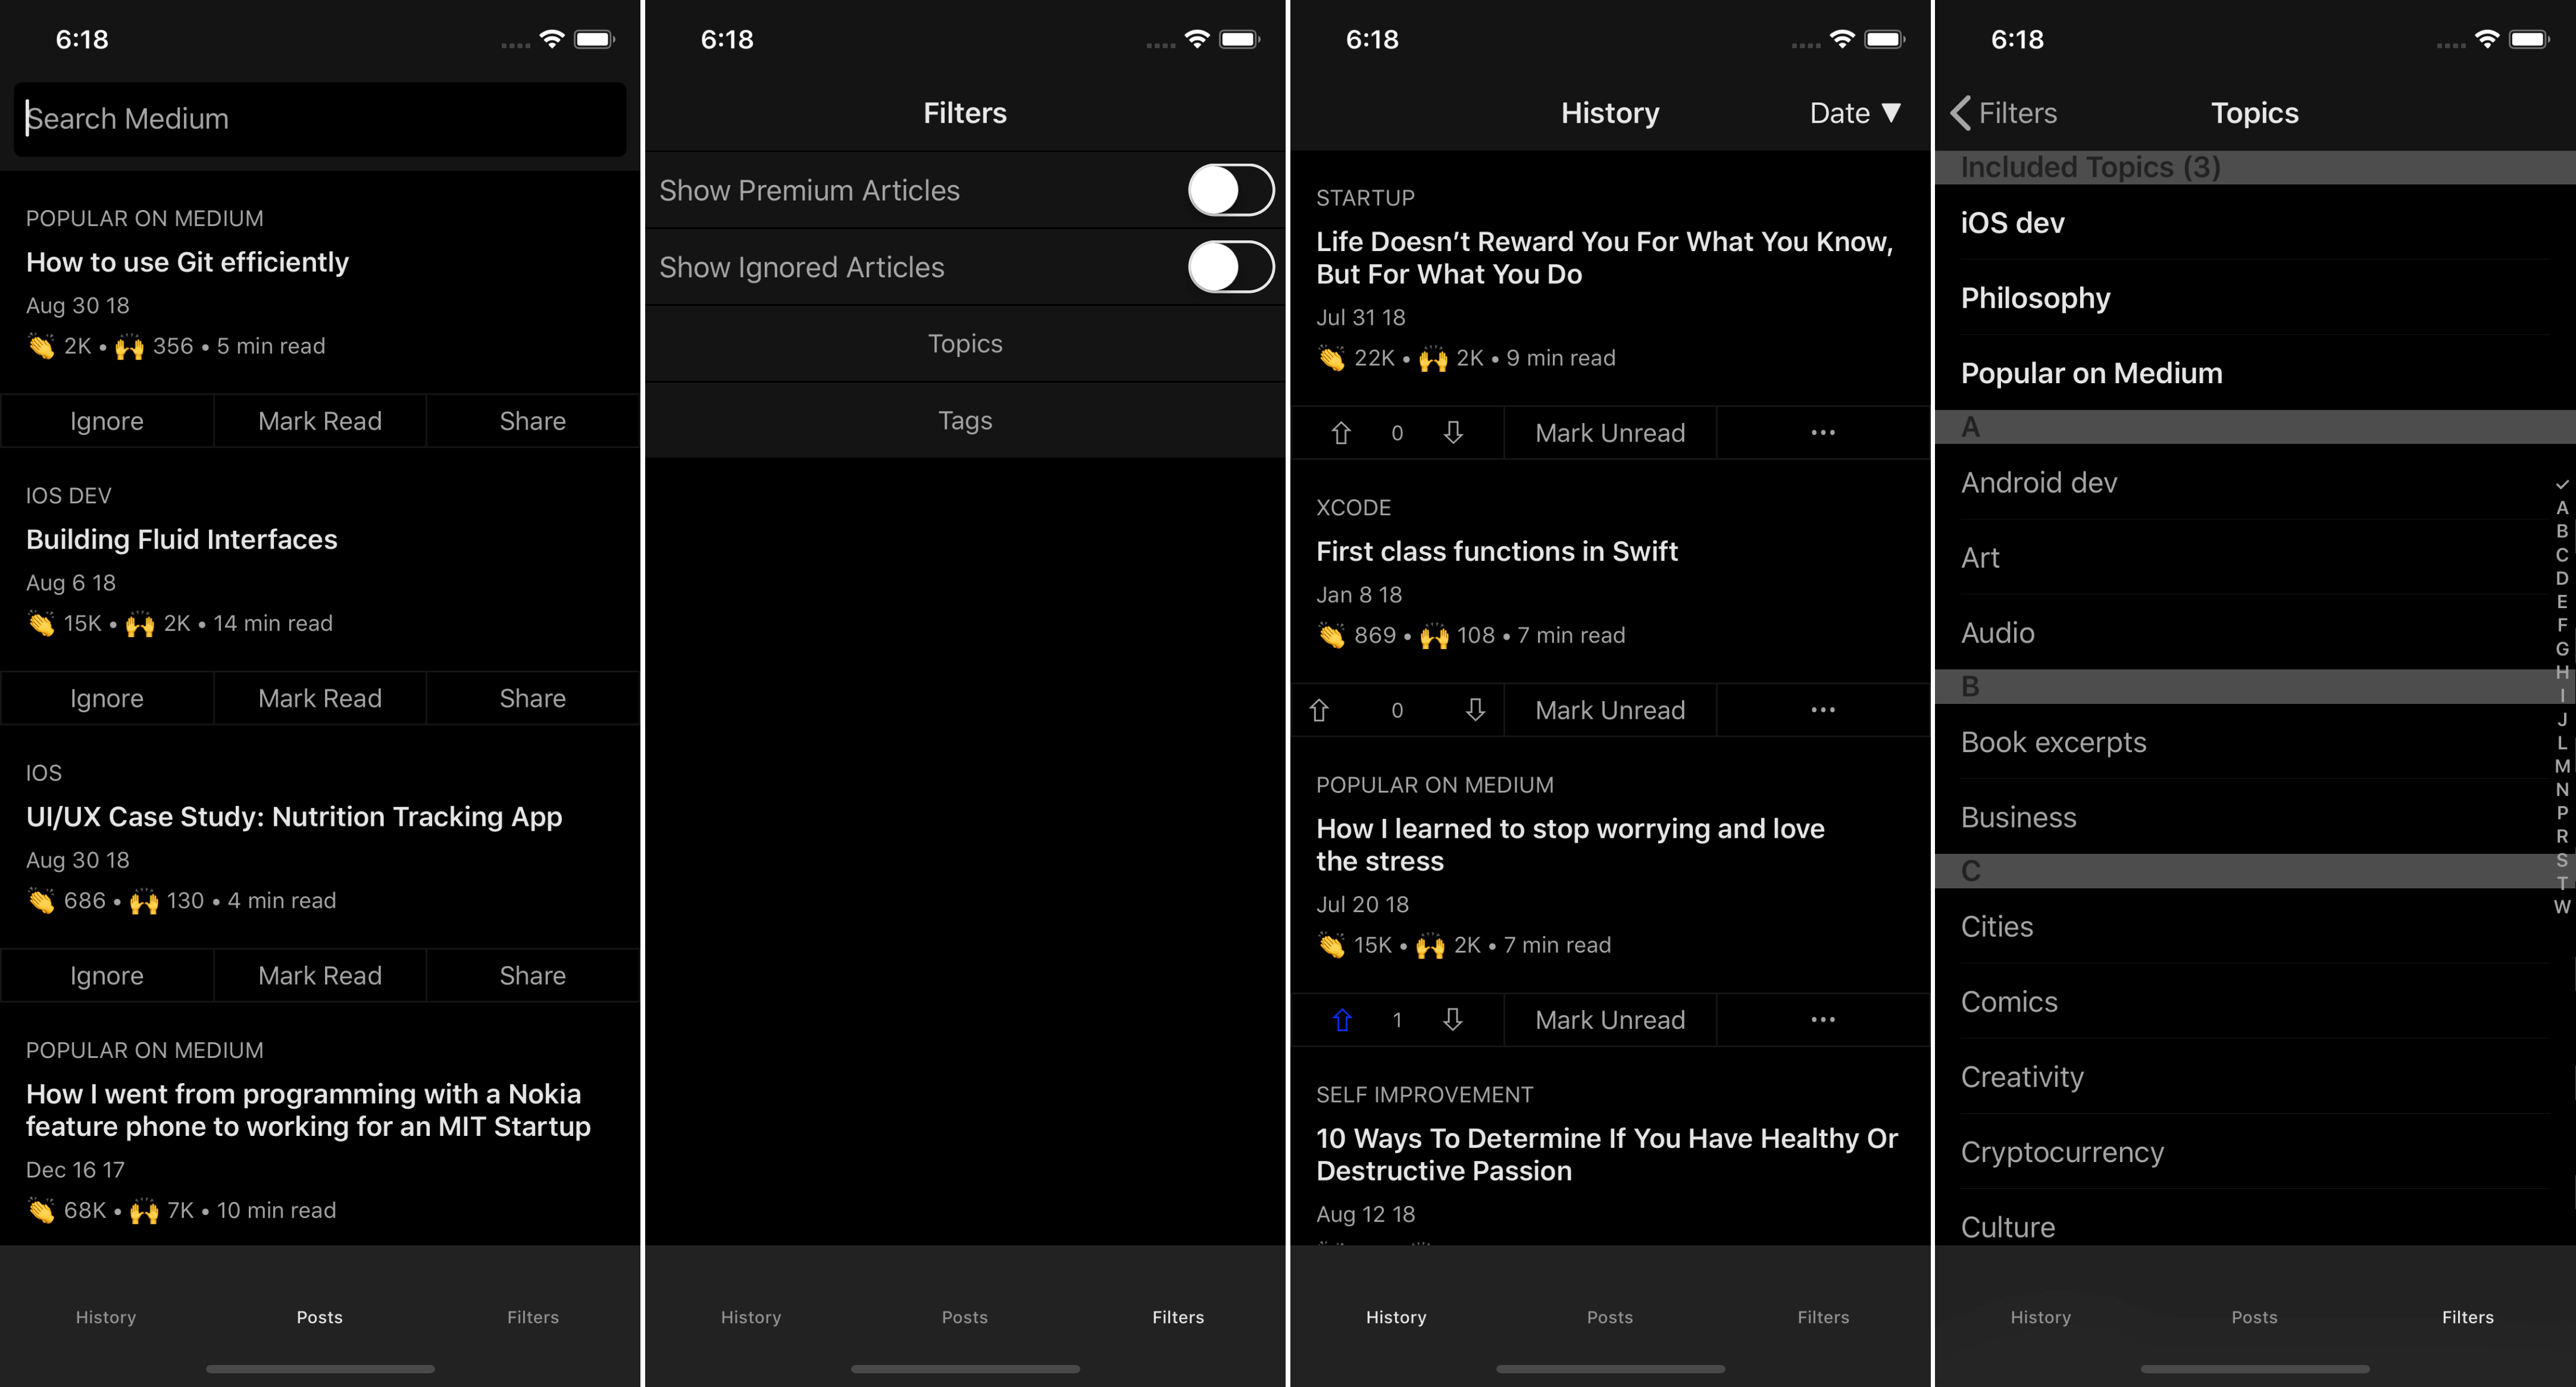 6:18
Search Medium
POPULAR ON MEDIUM
How to use Git efficiently
Aug 30 18
👏 2K • 🙌 356 • 5 min read
Ignore Mark Read Share
IOS DEV
Building Fluid Interfaces
Aug 6 18
👏 15K • 🙌 2K • 14 min read
Ignore Mark Read Share
IOS
UI/UX Case Study: Nutrition Tracking App
Aug 30 18
👏 686 • 🙌 130 • 4 min read
Ignore Mark Read Share
POPULAR ON MEDIUM
How I went from programming with a Nokia
feature phone to working for an MIT Startup
Dec 16 17
👏 68K • 🙌 7K • 10 min read
History Posts Filters
6:18
Filters
Show Premium Articles
Show Ignored Articles
Topics
Tags
History Posts Filters
6:18
History Date ▼
STARTUP
Life Doesn’t Reward You For What You Know,
But For What You Do
Jul 31 18
👏 22K • 🙌 2K • 9 min read
⇧ 0 ⇩ Mark Unread •••
XCODE
First class functions in Swift
Jan 8 18
👏 869 • 🙌 108 • 7 min read
⇧ 0 ⇩ Mark Unread •••
POPULAR ON MEDIUM
How I learned to stop worrying and love
the stress
Jul 20 18
👏 15K • 🙌 2K • 7 min read
⇧ 1 ⇩ Mark Unread •••
SELF IMPROVEMENT
10 Ways To Determine If You Have Healthy Or
Destructive Passion
Aug 12 18
History Posts Filters
6:18
Filters Topics
Included Topics (3)
iOS dev
Philosophy
Popular on Medium
A
Android dev
Art
Audio
B
Book excerpts
Business
C
Cities
Comics
Creativity
Cryptocurrency
Culture
✓
A
B
C
D
E
F
G
H
I
J
L
M
N
P
R
S
T
W
History Posts Filters